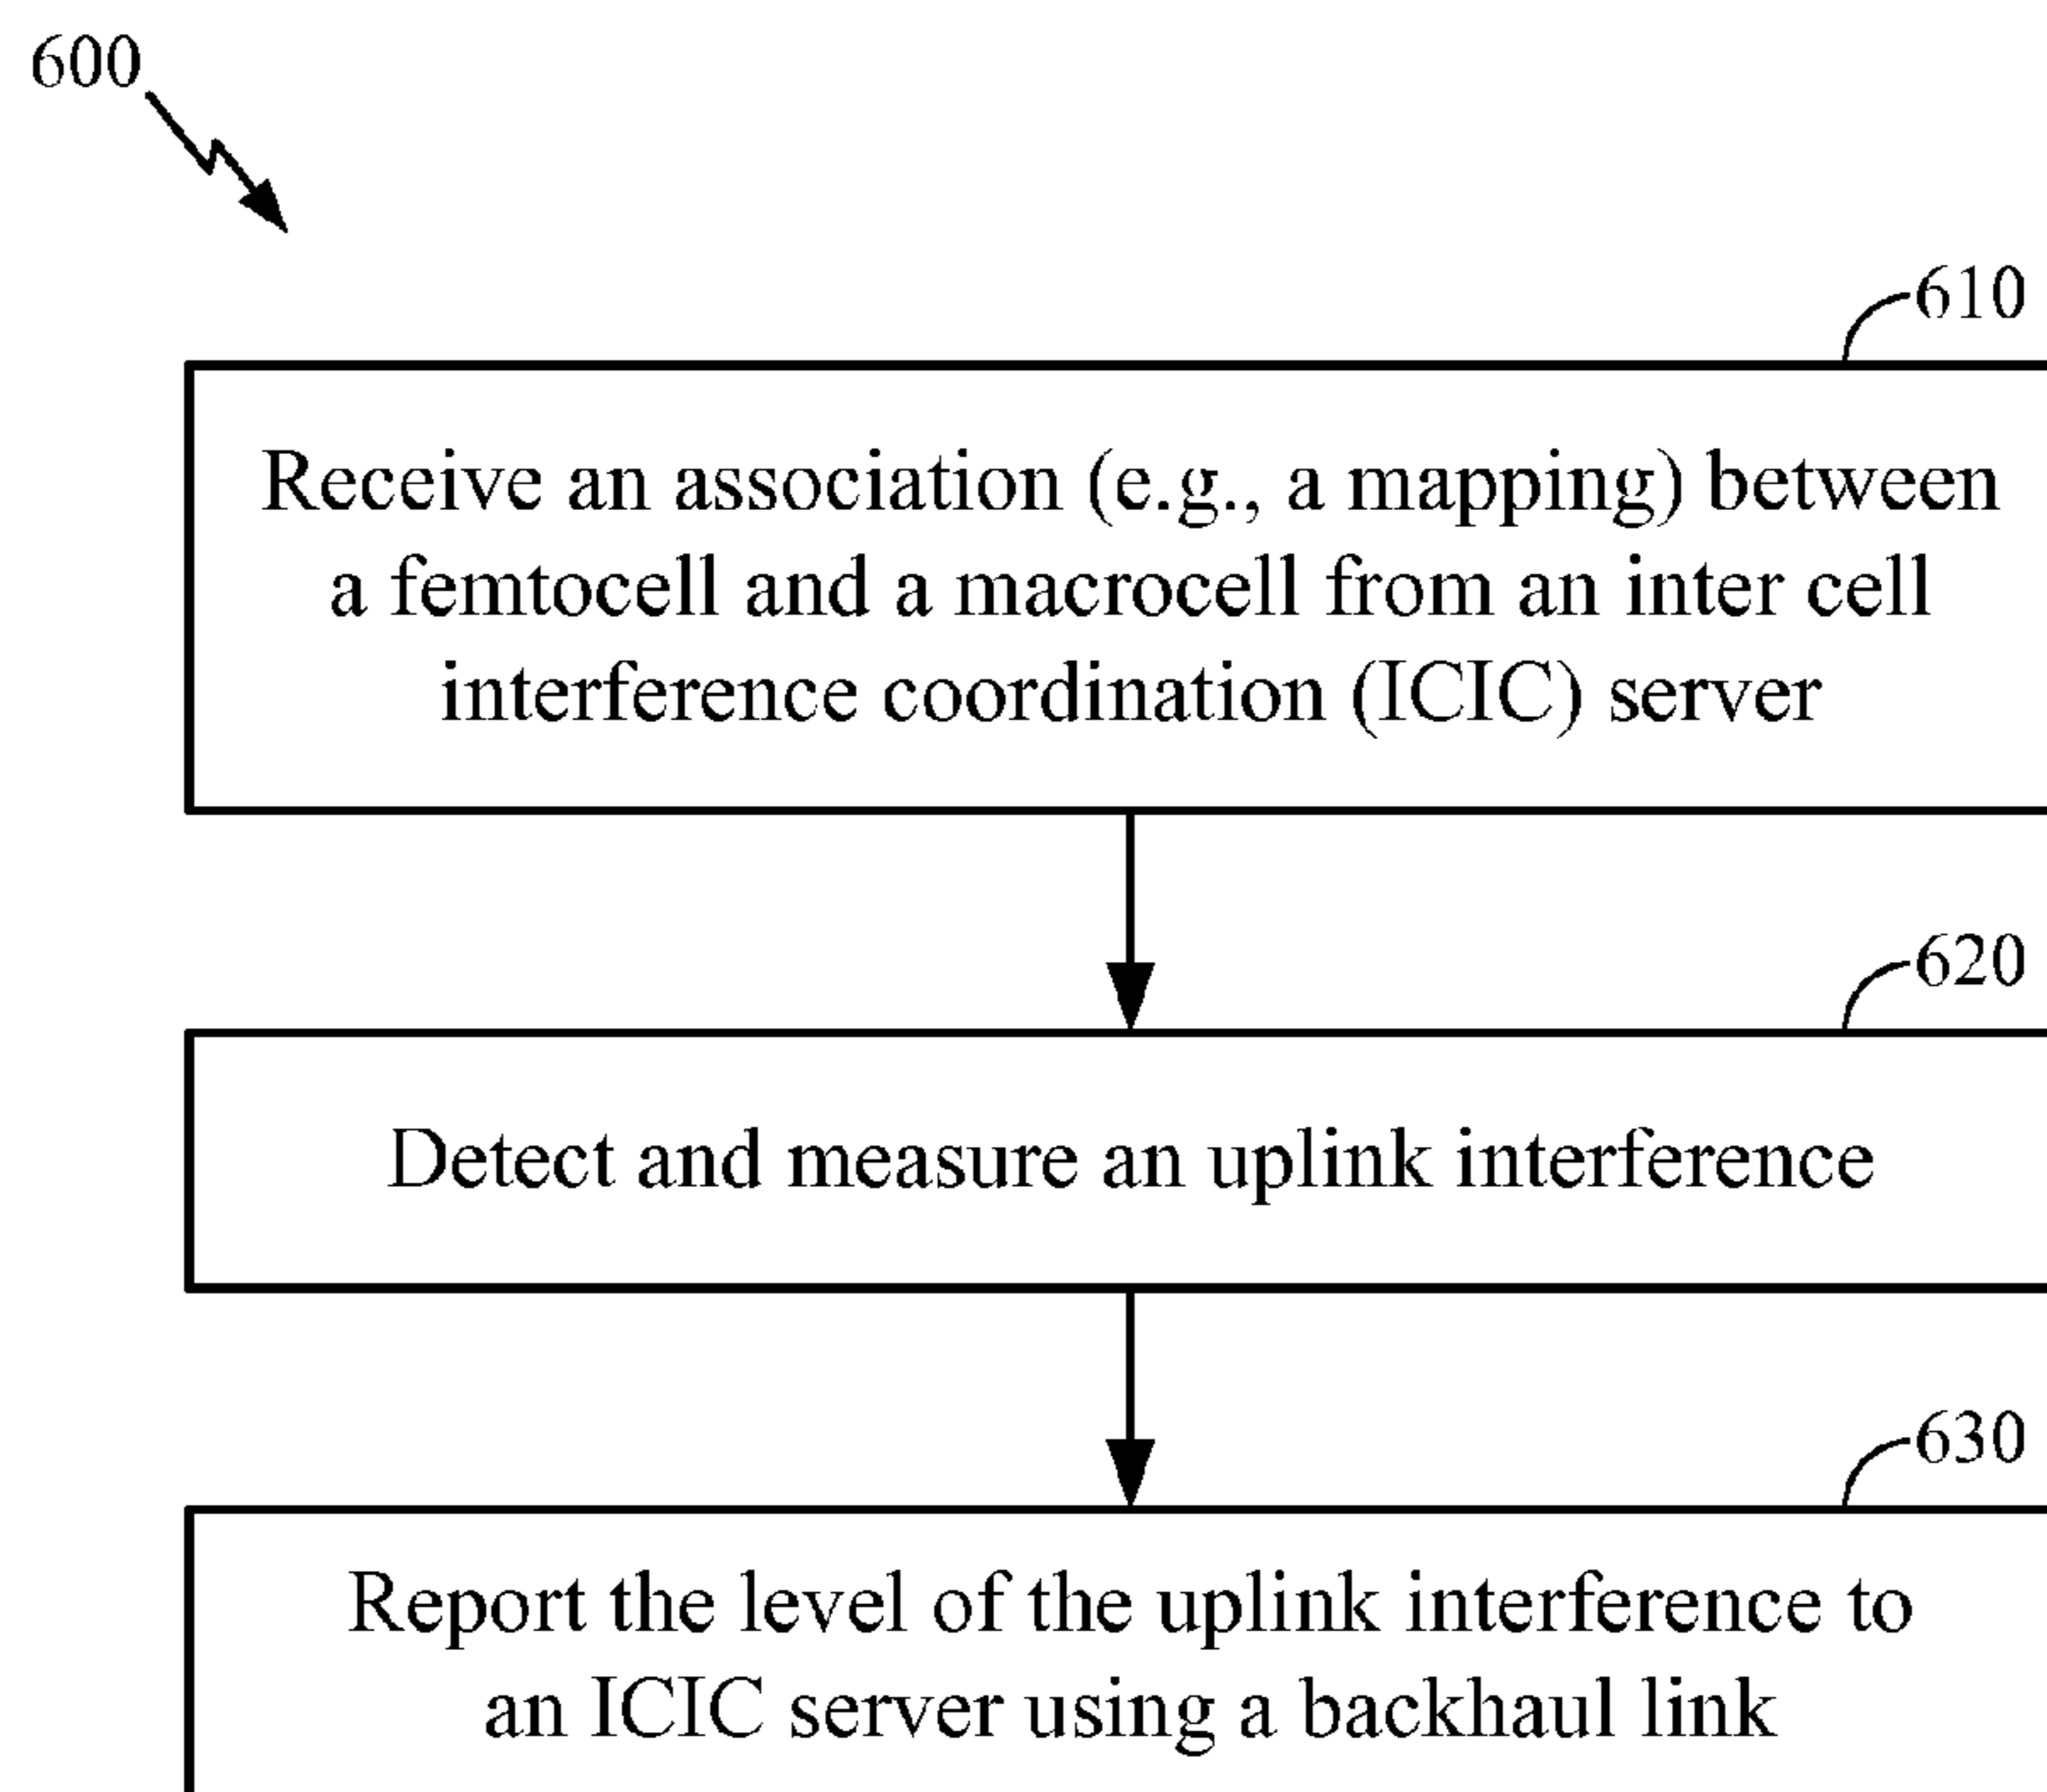 600
610
Receive an association (e.g., a mapping) between
a femtocell and a macrocell from an inter cell
interference coordination (ICIC) server
620
Detect and measure an uplink interference
630
Report the level of the uplink interference to
an ICIC server using a backhaul link